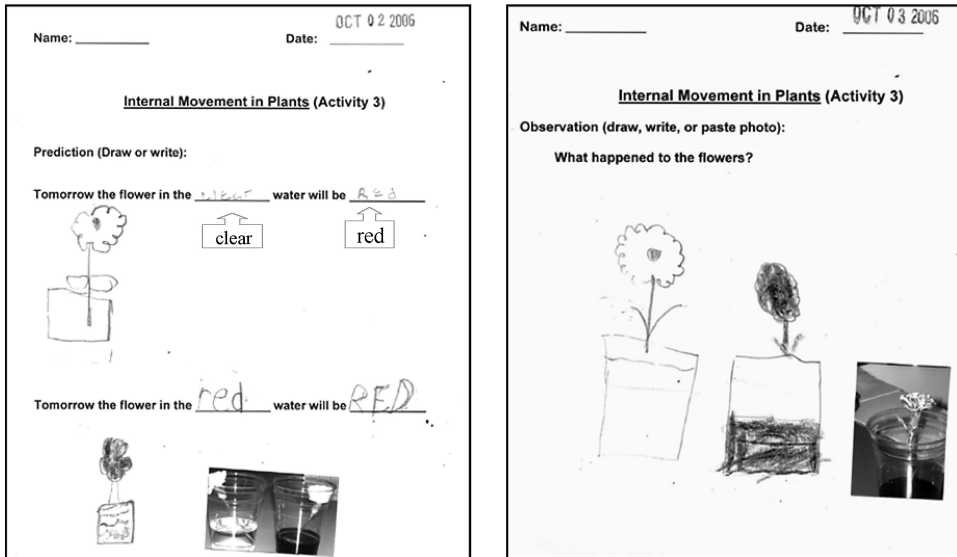 OCT 02 2006
Name: Date:
Internal Movement in Plants (Activity 3)
Prediction (Draw or write):
Tomorrow the flower in the clear water will be Red
clear red
Tomorrow the flower in the red water will be RED
OCT 03 2006
Name: Date:
Internal Movement in Plants (Activity 3)
Observation (draw, write, or paste photo):
What happened to the flowers?